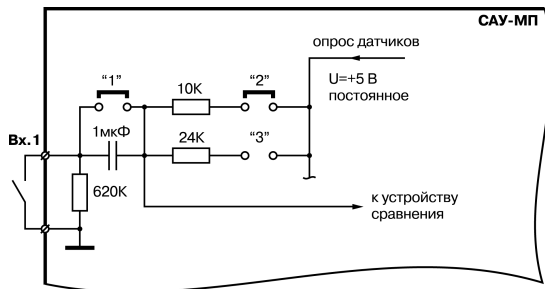 САУ-МП
опрос датчиков
U=+5 В
постоянное
“1”
10К
“2”
Вх.1
1мкФ
24К
“3”
620К
к устройству
сравнения